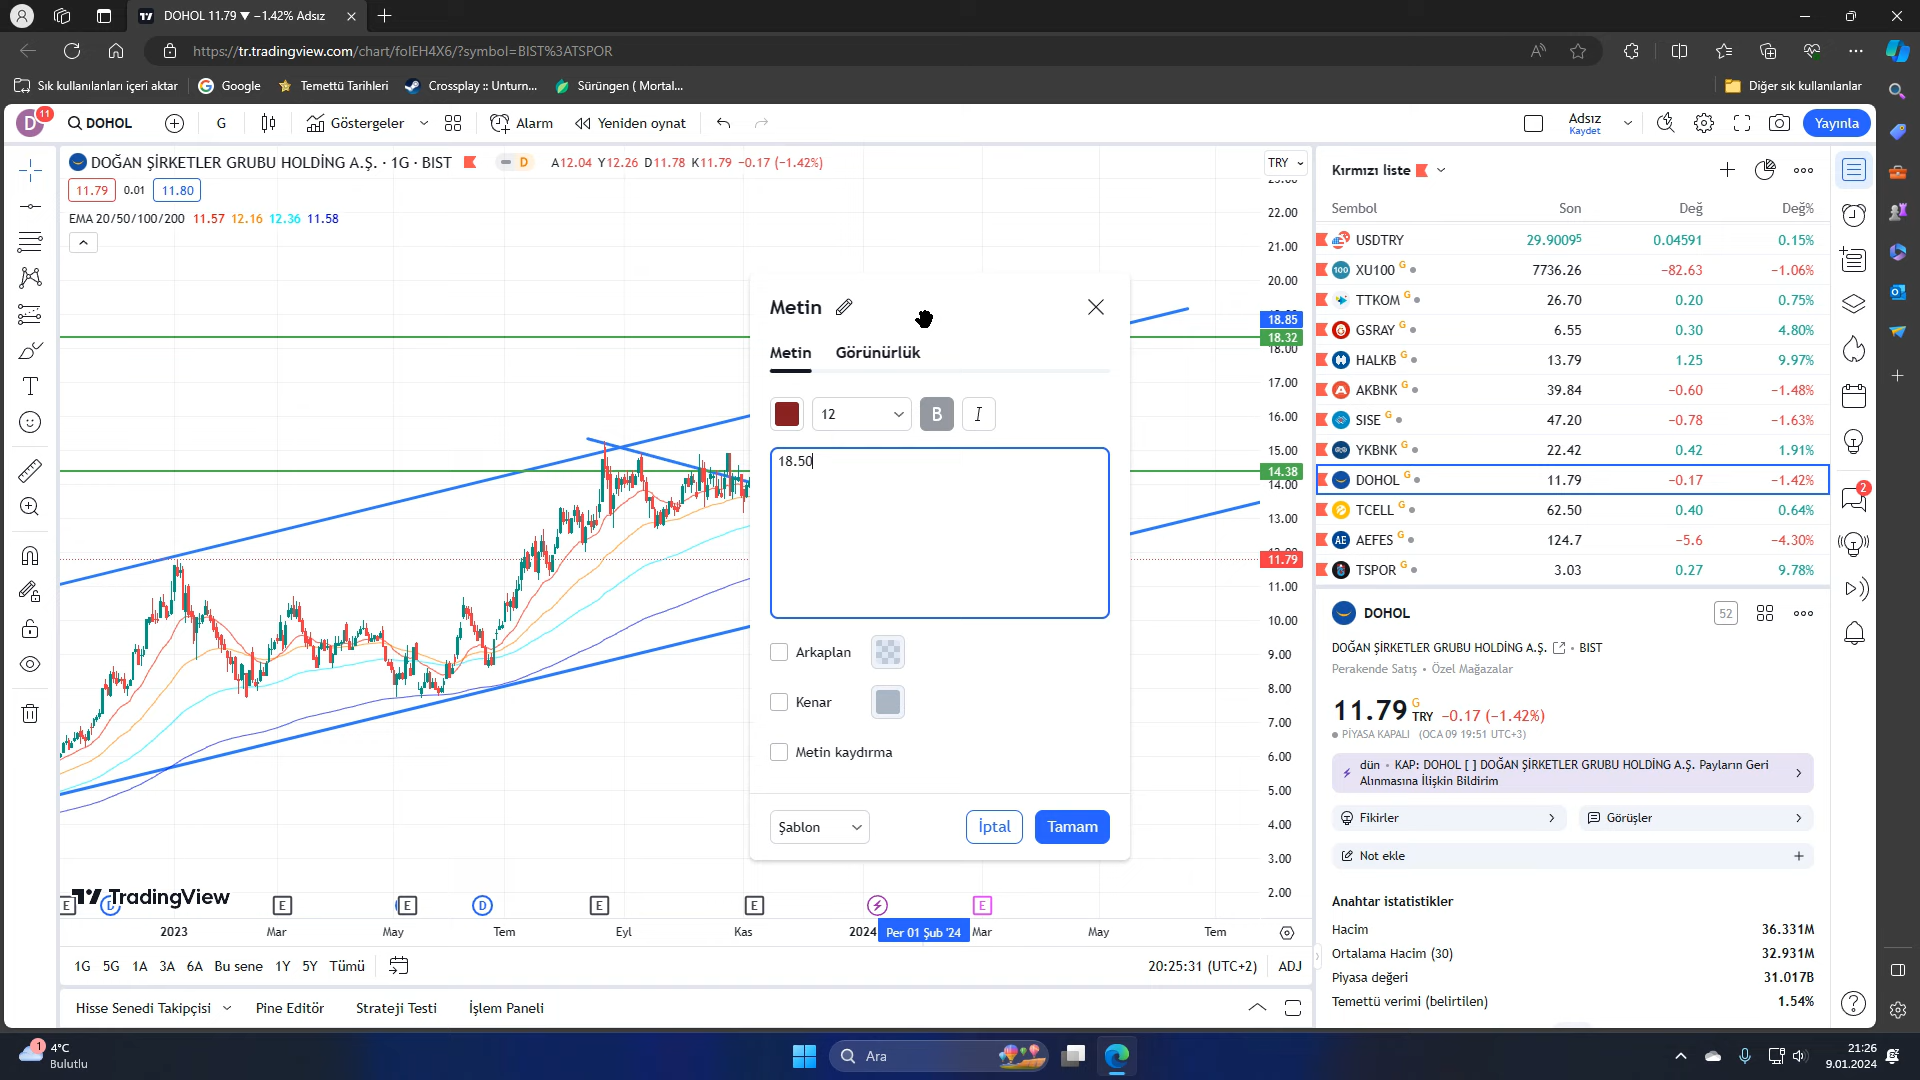 DOHOL 11.79 ▼ −1.42% Adsız
https://tr.tradingview.com/chart/folEH4X6/?symbol=BIST%3ATSPOR
Sık kullanılanları içeri aktar
Google
Temettü Tarihleri
Crossplay :: Unturn...
Sürüngen ( Mortal...
Diğer sık kullanılanlar
D 11
DOHOL
G
Göstergeler
Alarm
Yeniden oynat
Adsız
Kaydet
Yayınla
DOĞAN ŞİRKETLER GRUBU HOLDİNG A.Ş. · 1G · BIST
D
A12.04 Y12.26 D11.78 K11.79 −0.17 (−1.42%)
TRY
11.79 0.01 11.80
EMA 20/50/100/200 11.57 12.16 12.36 11.58
22.00
21.00
20.00
18.85
18.32
18.00
17.00
16.00
15.00
14.38
14.00
13.00
11.79
11.00
10.00
9.00
8.00
7.00
6.00
5.00
4.00
3.00
2.00
Metin
Metin Görünürlük
12 B I
18.50
Arkaplan
Kenar
Metin kaydırma
Şablon İptal Tamam
TradingView
E D E E D E E E
2023 Mar May Tem Eyl Kas 2024 Per 01 Şub '24 Mar May Tem
1G 5G 1A 3A 6A Bu sene 1Y 5Y Tümü
20:25:31 (UTC+2) ADJ
Hisse Senedi Takipçisi Pine Editör Strateji Testi İşlem Paneli
Kırmızı liste
Sembol Son Değ Değ%
USDTRY 29.9009⁵ 0.04591 0.15%
100 XU100 G 7736.26 −82.63 −1.06%
TTKOM G 26.70 0.20 0.75%
GSRAY G 6.55 0.30 4.80%
HALKB G 13.79 1.25 9.97%
AKBNK G 39.84 −0.60 −1.48%
SISE G 47.20 −0.78 −1.63%
YKBNK G 22.42 0.42 1.91%
DOHOL G 11.79 −0.17 −1.42%
TCELL G 62.50 0.40 0.64%
AE AEFES G 124.7 −5.6 −4.30%
TSPOR G 3.03 0.27 9.78%
2
DOHOL
52
DOĞAN ŞİRKETLER GRUBU HOLDİNG A.Ş. • BIST
Perakende Satış • Özel Mağazalar
11.79 G TRY −0.17 (−1.42%)
PİYASA KAPALI (OCA 09 19:51 UTC+3)
dün • KAP: DOHOL [ ] DOĞAN ŞİRKETLER GRUBU HOLDİNG A.Ş. Payların Geri
Alınmasına İlişkin Bildirim
Fikirler
Görüşler
Not ekle
Anahtar istatistikler
Hacim 36.331M
Ortalama Hacim (30) 32.931M
Piyasa değeri 31.017B
Temettü verimi (belirtilen) 1.54%
1
4°C
Bulutlu
Ara
21:26
9.01.2024